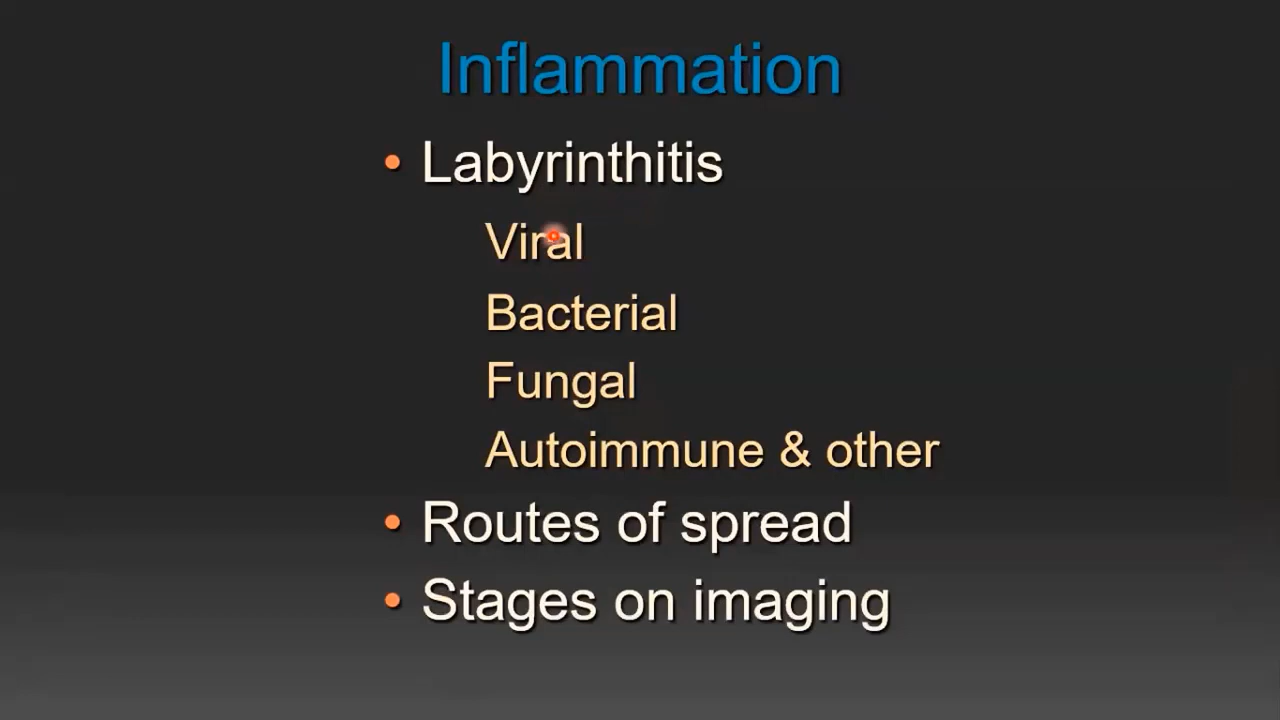 Inflammation
• Labyrinthitis
Viral
Bacterial
Fungal
Autoimmune & other
• Routes of spread
• Stages on imaging